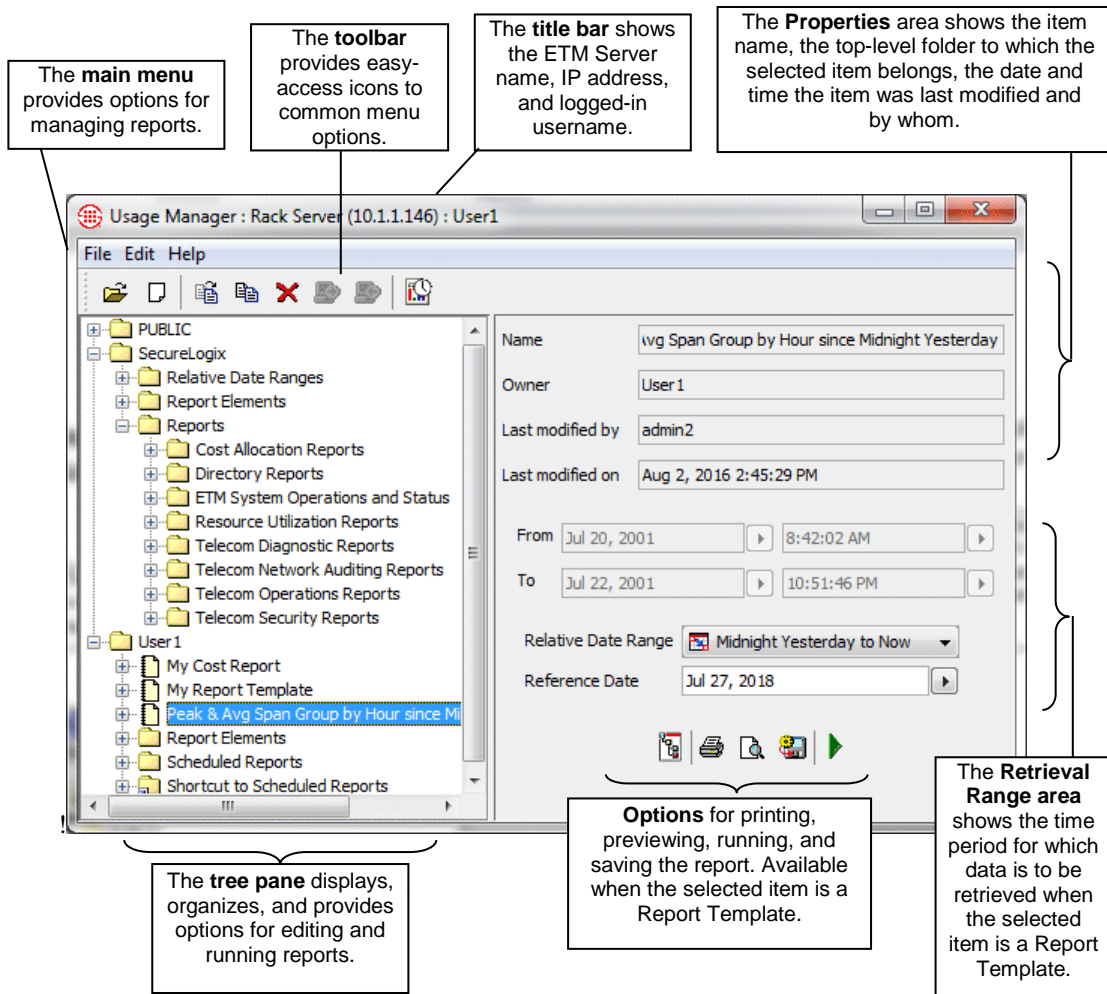 The main menu
provides options for
managing reports.
The toolbar
provides easy-
access icons to
common menu
options.
The title bar shows
the ETM Server
name, IP address,
and logged-in
username.
The Properties area shows the item
name, the top-level folder to which the
selected item belongs, the date and
time the item was last modified and
by whom.
Usage Manager : Rack Server (10.1.1.146) : User1
File Edit Help
PUBLIC
SecureLogix
Relative Date Ranges
Report Elements
Reports
Cost Allocation Reports
Directory Reports
ETM System Operations and Status
Resource Utilization Reports
Telecom Diagnostic Reports
Telecom Network Auditing Reports
Telecom Operations Reports
Telecom Security Reports
User1
My Cost Report
My Report Template
Peak & Avg Span Group by Hour since Mi
Report Elements
Scheduled Reports
Shortcut to Scheduled Reports
Name Avg Span Group by Hour since Midnight Yesterday
Owner User1
Last modified by admin2
Last modified on Aug 2, 2016 2:45:29 PM
From Jul 20, 2001 8:42:02 AM
To Jul 22, 2001 10:51:46 PM
Relative Date Range Midnight Yesterday to Now
Reference Date Jul 27, 2018
!
The tree pane displays,
organizes, and provides
options for editing and
running reports.
Options for printing,
previewing, running, and
saving the report. Available
when the selected item is a
Report Template.
The Retrieval
Range area
shows the time
period for which
data is to be
retrieved when
the selected
item is a Report
Template.